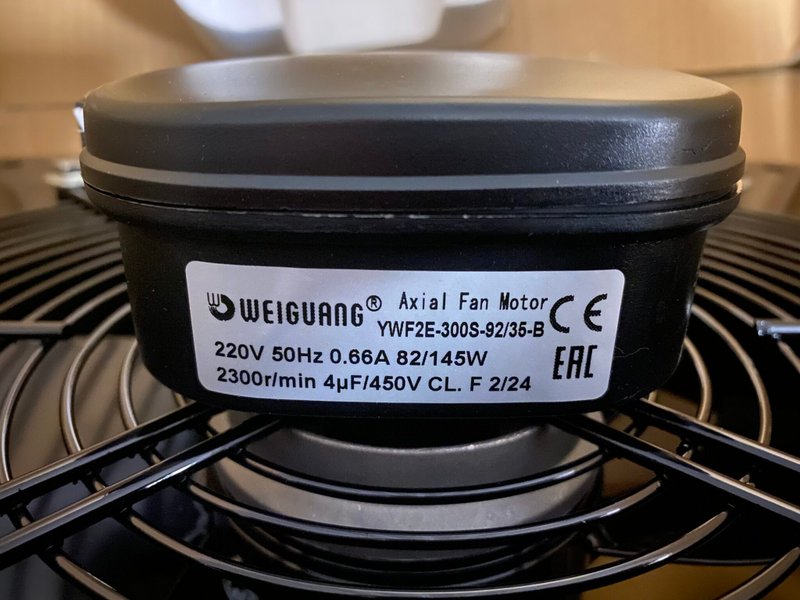 WEIGUANG® Axial Fan Motor CE
YWF2E-300S-92/35-B
220V 50Hz 0.66A 82/145W EAC
2300r/min 4µF/450V CL. F 2/24